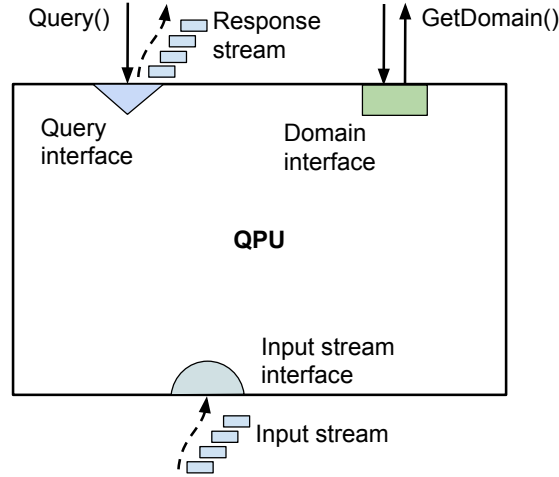 Query()
Response
stream
GetDomain()
Query
interface
Domain
interface
QPU
Input stream
interface
Input stream